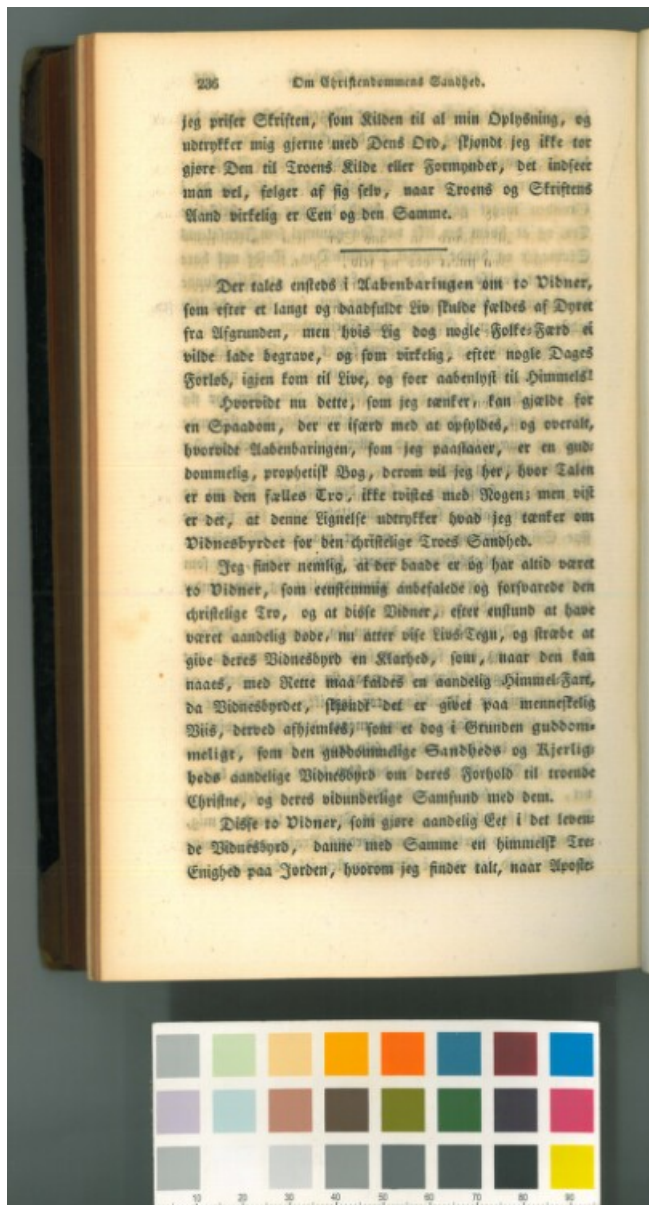 236 Om Christendommens Sandhed.
jeg priser Skriften, som Kilden til al min Oplysning, og
udtrykker mig gjerne med Dens Ord, skjøndt jeg ikke tør
gjøre Den til Troens Kilde eller Formynder, det indseer
man vel, følger af sig selv, naar Troens og Skriftens
Aand virkelig er Een og den Samme.
Der tales ensteds i Aabenbaringen om to Vidner,
som efter et langt og daadfuldt Liv skulde fældes af Dyret
fra Afgrunden, men hvis Lig dog nogle Folke-Færd ei
vilde lade begrave, og som virkelig, efter nogle Dages
Forløb, igjen kom til Live, og foer aabenlyst til Himmels!
Hvorvidt nu dette, som jeg tænker, kan gjælde for
en Spaadom, der er isærd med at opfyldes, og overalt,
hvorvidt Aabenbaringen, som jeg paastaaer, er en gud-
dommelig, prophetisk Bog, derom vil jeg her, hvor Talen
er om den fælles Tro, ikke tvistes med Nogen; men vist
er det, at denne Lignelse udtrykker hvad jeg tænker om
Vidnesbyrdet for den christelige Troes Sandhed.
Jeg finder nemlig, at der baade er og har altid været
to Vidner, som eenstemmig anbefalede og forsvarede den
christelige Tro, og at disse Vidner, efter enstund at have
været aandelig døde, nu atter vise Livs-Tegn, og stræbe at
give deres Vidnesbyrd en Klarhed, som, naar den kan
naaes, med Rette maa kaldes en aandelig Himmel-Fart,
da Vidnesbyrdet, skjøndt det er givet paa menneskelig
Viis, derved afhjemles, som et dog i Grunden guddom-
meligt, som den guddommelige Sandheds og Kjerlig-
heds aandelige Vidnesbyrd om deres Forhold til troende
Christne, og deres vidunderlige Samfund med dem.
Disse to Vidner, som gjøre aandelig Eet i det leven-
de Vidnesbyrd, danne med Samme en himmelsk Tre-
Enighed paa Jorden, hvorom jeg finder talt, naar Apostle-
10 20 30 40 50 60 70 80 90